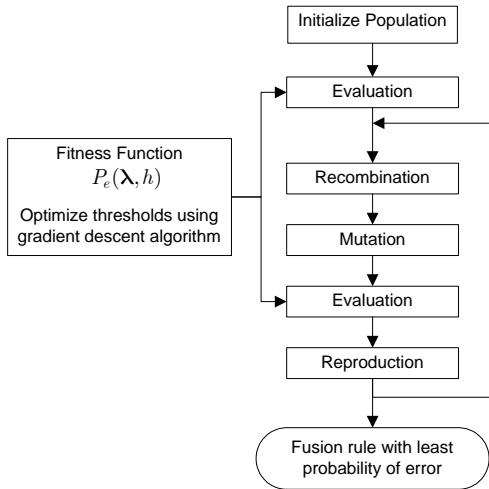 Initialize Population
Evaluation
Fitness Function
P_e(λ, h)
Optimize thresholds using
gradient descent algorithm
Recombination
Mutation
Evaluation
Reproduction
Fusion rule with least
probability of error